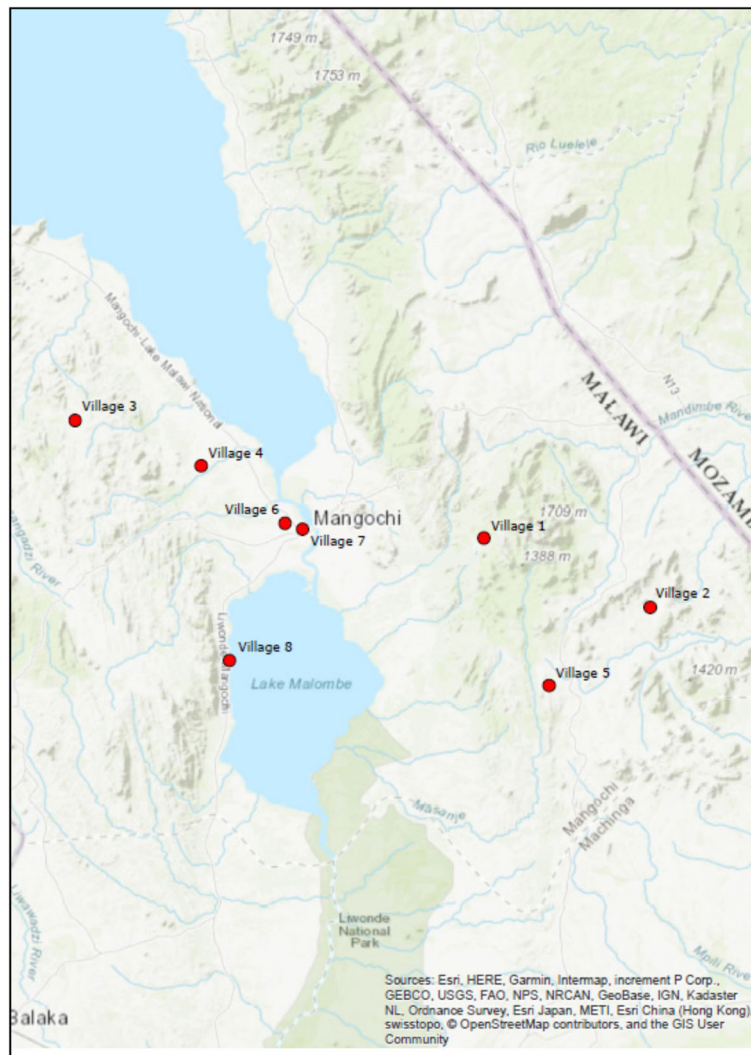 1749 m
1753 m
Rio Luelele
Mangochi-Lake Malawi National
N13
MALAWI
Mandimbe River
MOZAM
Village 3
Village 4
Village 6
Mangochi
Village 7
1709 m
Village 1
1388 m
Village 2
Village 8
Lake Malombe
Village 5
1420 m
Masanje
Mangochi
Machinga
Liwawadzi River
Liwonde
National
Park
Mpili River
Balaka
Sources: Esri, HERE, Garmin, Intermap, increment P Corp.,
GEBCO, USGS, FAO, NPS, NRCAN, GeoBase, IGN, Kadaster
NL, Ordnance Survey, Esri Japan, METI, Esri China (Hong Kong),
swisstopo, © OpenStreetMap contributors, and the GIS User
Community